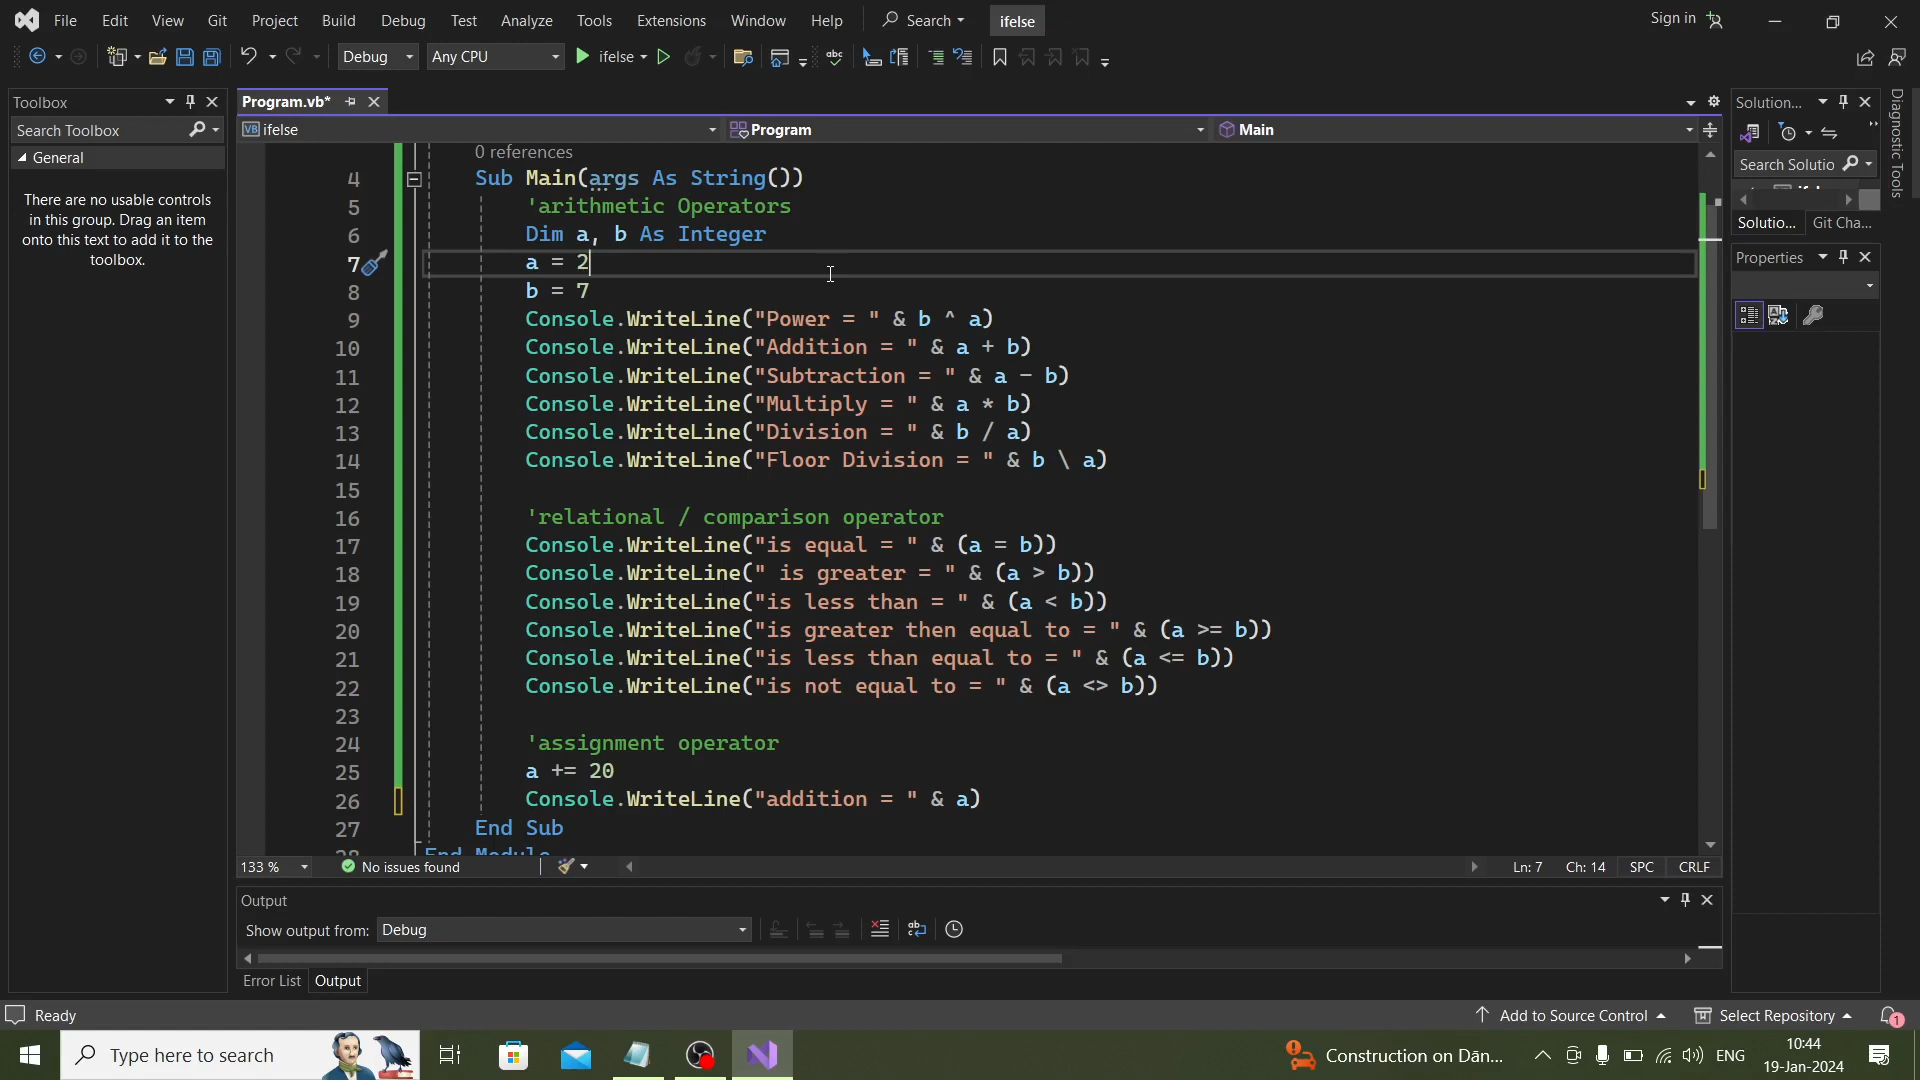 File Edit View Git Project Build Debug Test Analyze Tools Extensions Window Help Search ifelse Sign in
Debug Any CPU ifelse
Toolbox
Search Toolbox
General
There are no usable controls
in this group. Drag an item
onto this text to add it to the
toolbox.
Program.vb*
ifelse Program Main
0 references
4 Sub Main(args As String())
5 'arithmetic Operators
6 Dim a, b As Integer
7 a = 2
8 b = 7
9 Console.WriteLine("Power = " & b ^ a)
10 Console.WriteLine("Addition = " & a + b)
11 Console.WriteLine("Subtraction = " & a - b)
12 Console.WriteLine("Multiply = " & a * b)
13 Console.WriteLine("Division = " & b / a)
14 Console.WriteLine("Floor Division = " & b \ a)
15
16 'relational / comparison operator
17 Console.WriteLine("is equal = " & (a = b))
18 Console.WriteLine(" is greater = " & (a > b))
19 Console.WriteLine("is less than = " & (a < b))
20 Console.WriteLine("is greater then equal to = " & (a >= b))
21 Console.WriteLine("is less than equal to = " & (a <= b))
22 Console.WriteLine("is not equal to = " & (a <> b))
23
24 'assignment operator
25 a += 20
26 Console.WriteLine("addition = " & a)
27 End Sub
28 End Module
133 % No issues found Ln: 7 Ch: 14 SPC CRLF
Output
Show output from: Debug
Error List Output
Solution...
Search Solutio
Solutio... Git Cha...
Properties
Diagnostic Tools
Ready Add to Source Control Select Repository 1
Type here to search
Construction on Dān... ENG
10:44
19-Jan-2024